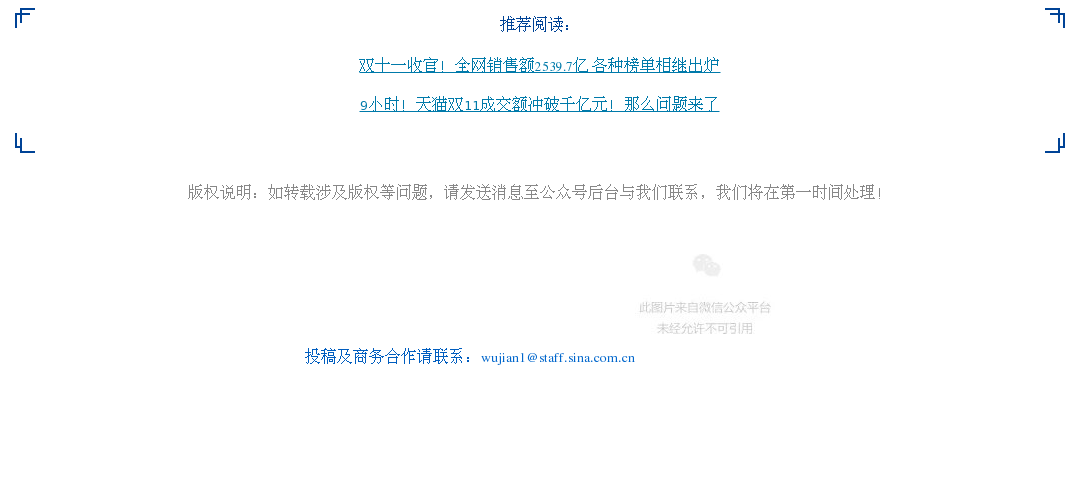 推荐阅读：
双十一收官！全网销售额2539.7亿 各种榜单相继出炉
9小时！天猫双11成交额冲破千亿元！那么问题来了
版权说明：如转载涉及版权等问题，请发送消息至公众号后台与我们联系，我们将在第一时间处理！
此图片来自微信公众平台
未经允许不可引用
投稿及商务合作请联系：wujian1@staff.sina.com.cn